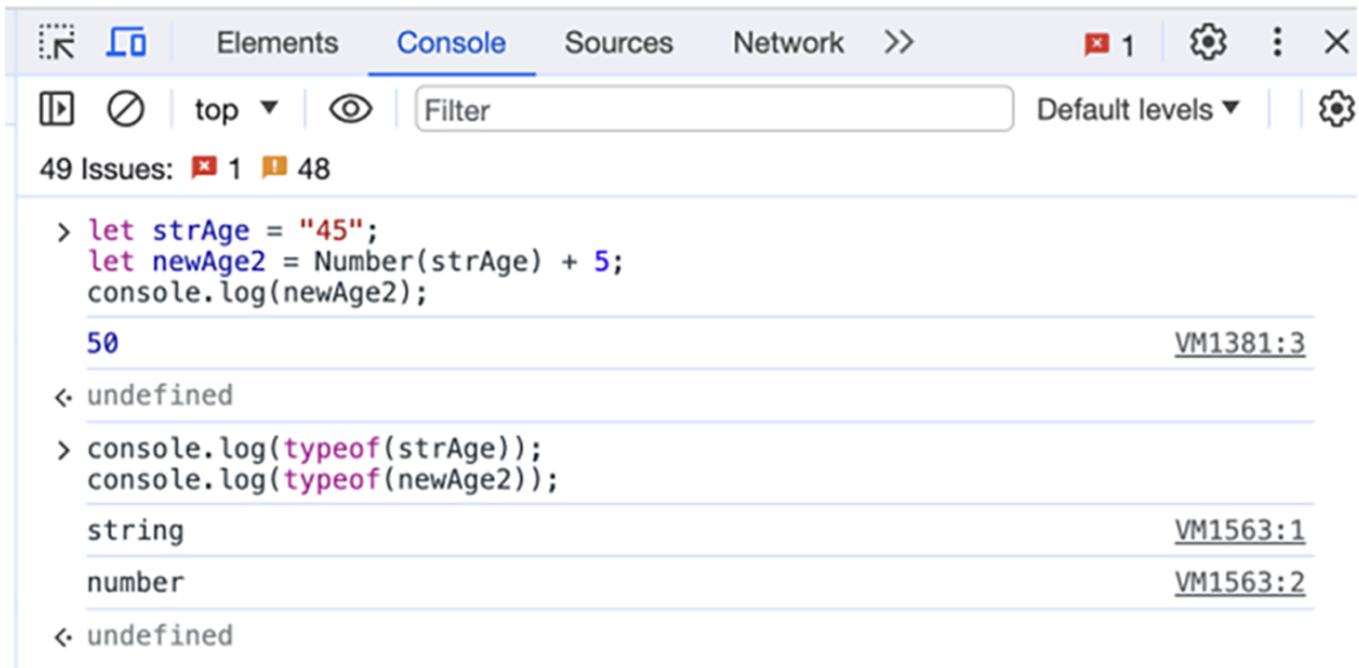 Elements Console Sources Network >> 1
top ▼ Filter Default levels ▼
49 Issues: 1 48
> let strAge = "45";
let newAge2 = Number(strAge) + 5;
console.log(newAge2);
50 VM1381:3
undefined
> console.log(typeof(strAge));
console.log(typeof(newAge2));
string VM1563:1
number VM1563:2
undefined